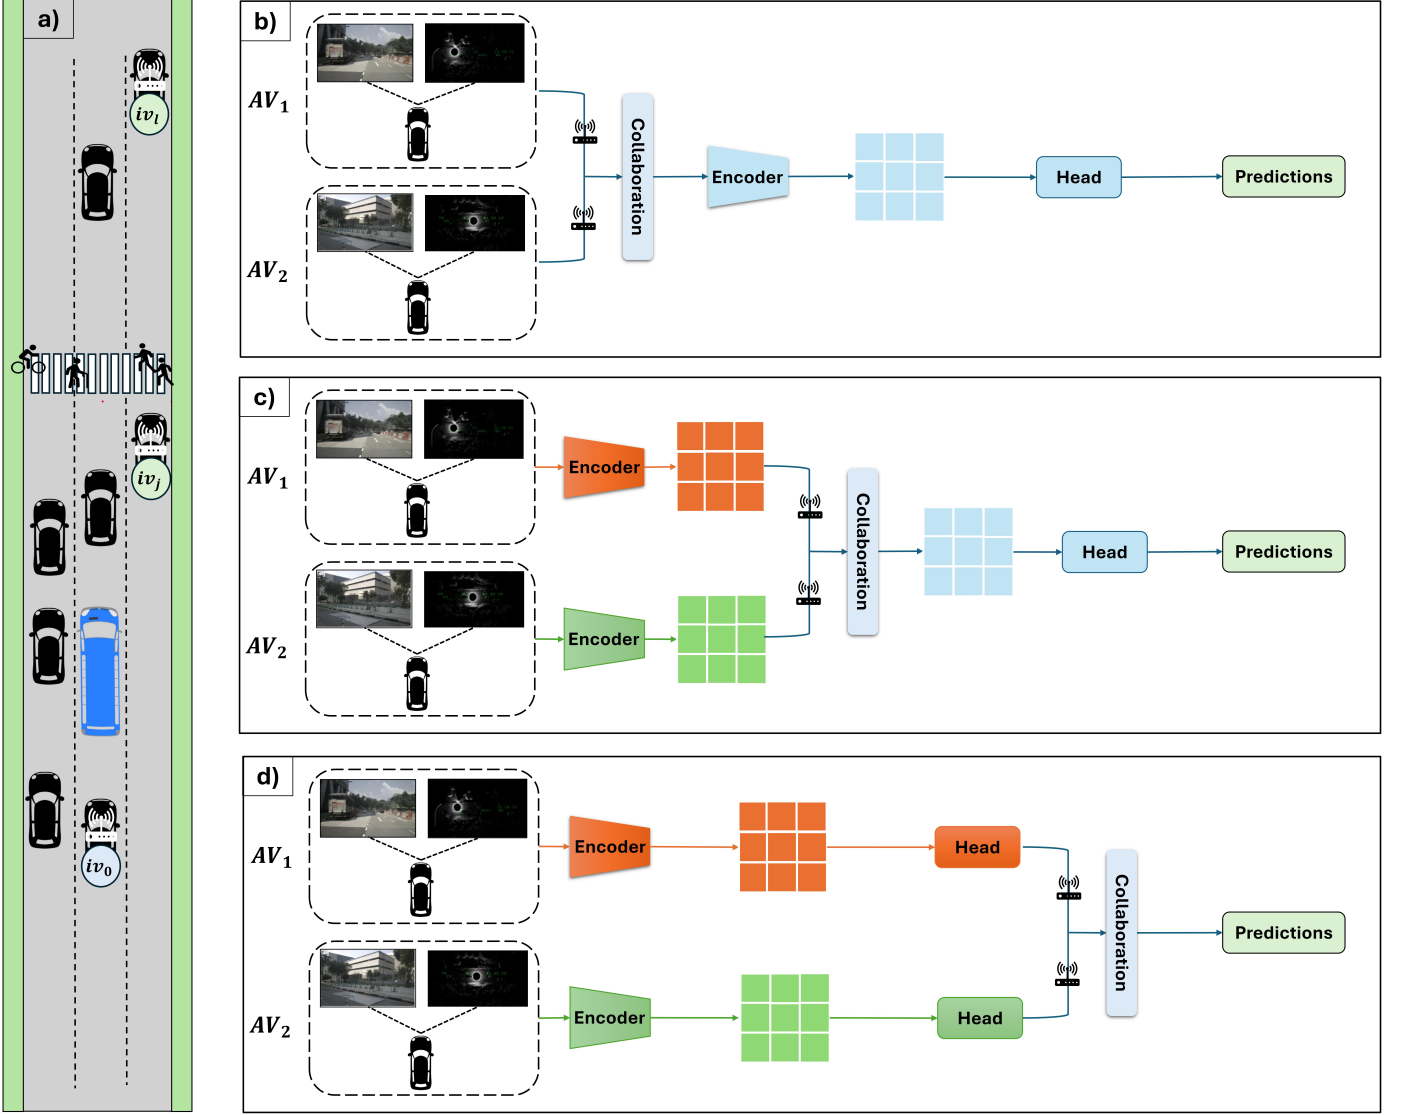 a)
iv_l
iv_j
iv_0
b)
AV_1
AV_2
Collaboration
Encoder
Head
Predictions
c)
AV_1
AV_2
Encoder
Encoder
Collaboration
Head
Predictions
d)
AV_1
AV_2
Encoder
Encoder
Head
Head
Collaboration
Predictions